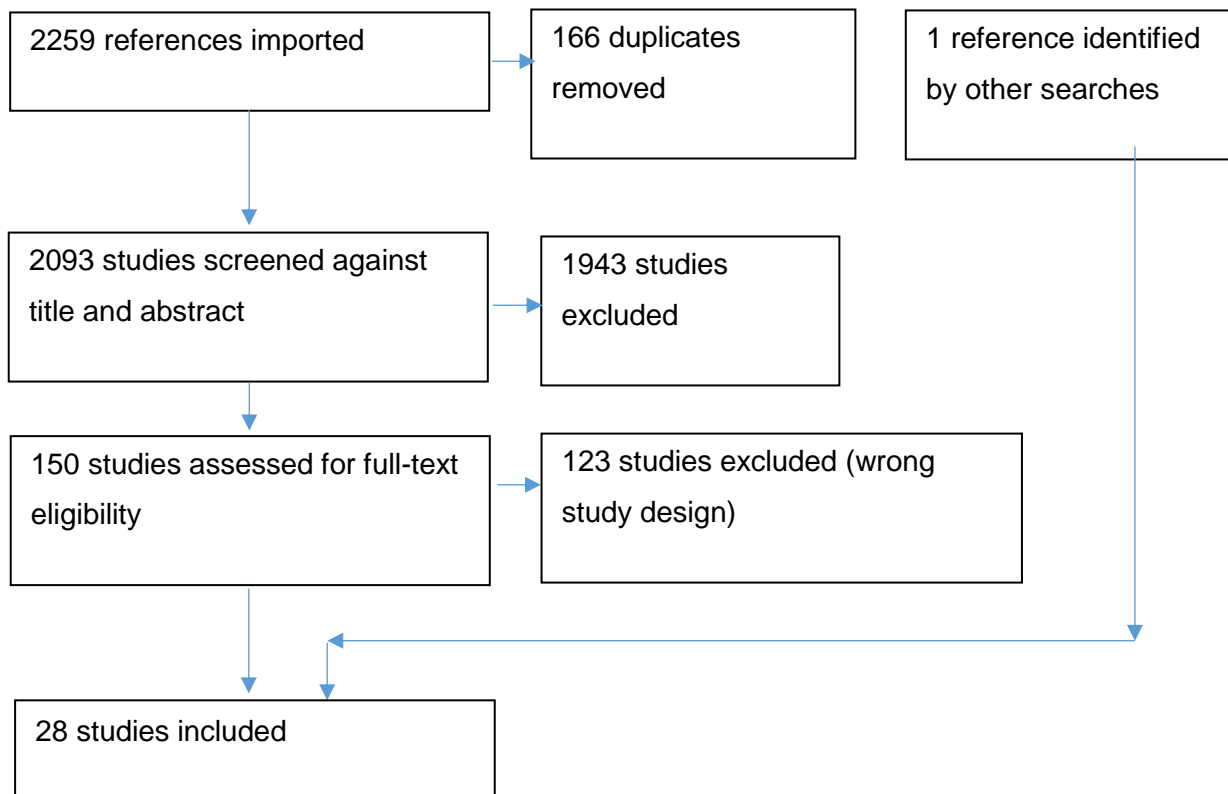 2259 references imported
166 duplicates
removed
1 reference identified
by other searches
2093 studies screened against
title and abstract
1943 studies
excluded
150 studies assessed for full-text
eligibility
123 studies excluded (wrong
study design)
28 studies included